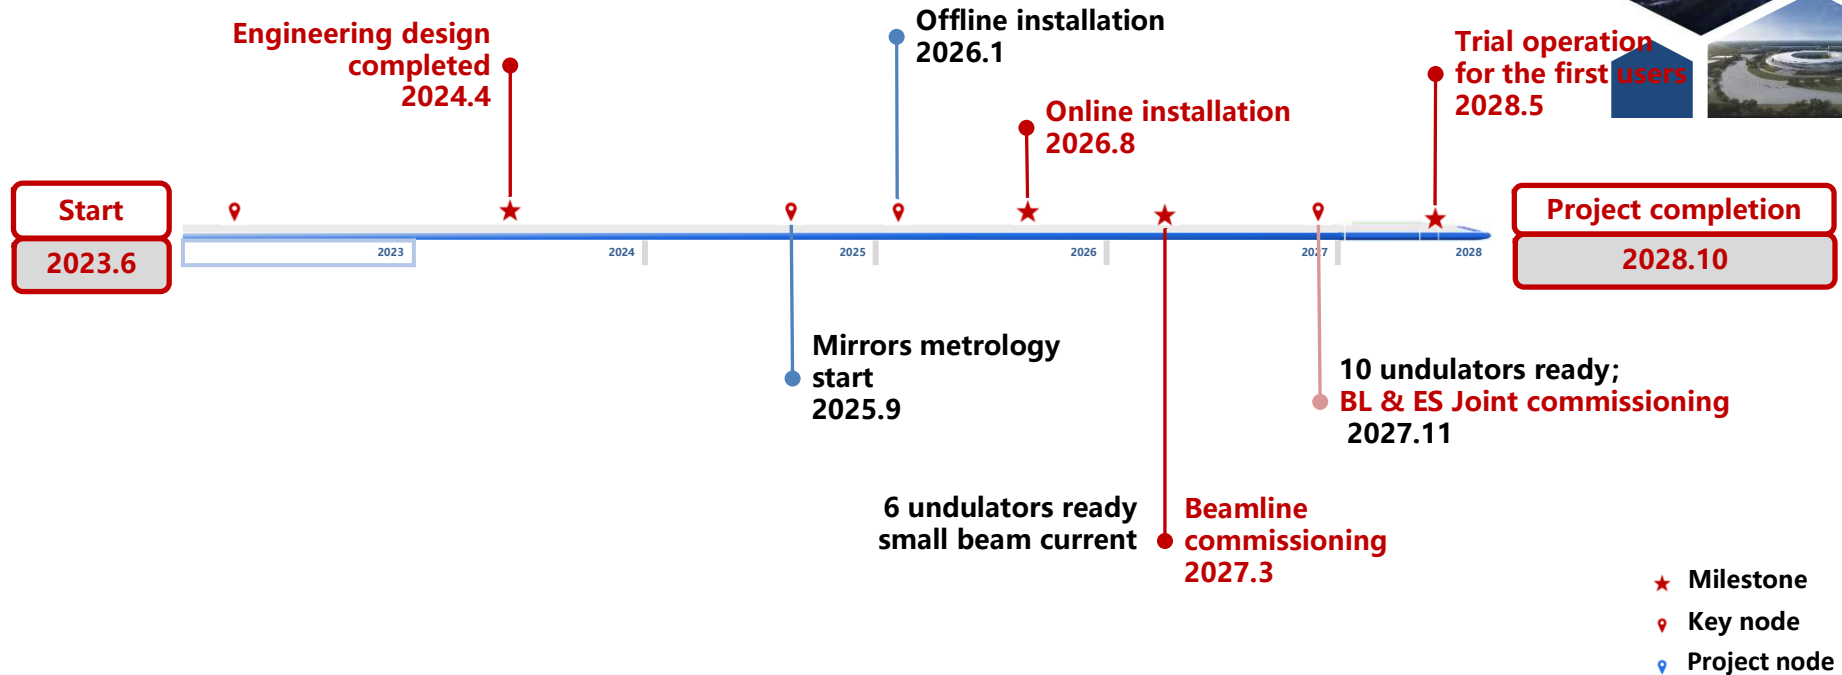 Engineering design
completed
2024.4
Offline installation
2026.1
Online installation
2026.8
Trial operation
for the first users
2028.5
Start
2023.6
Project completion
2028.10
2023
2024
2025
2026
2027
2028
Mirrors metrology
start
2025.9
10 undulators ready;
BL & ES Joint commissioning
2027.11
6 undulators ready
small beam current
Beamline
commissioning
2027.3
Milestone
Key node
Project node